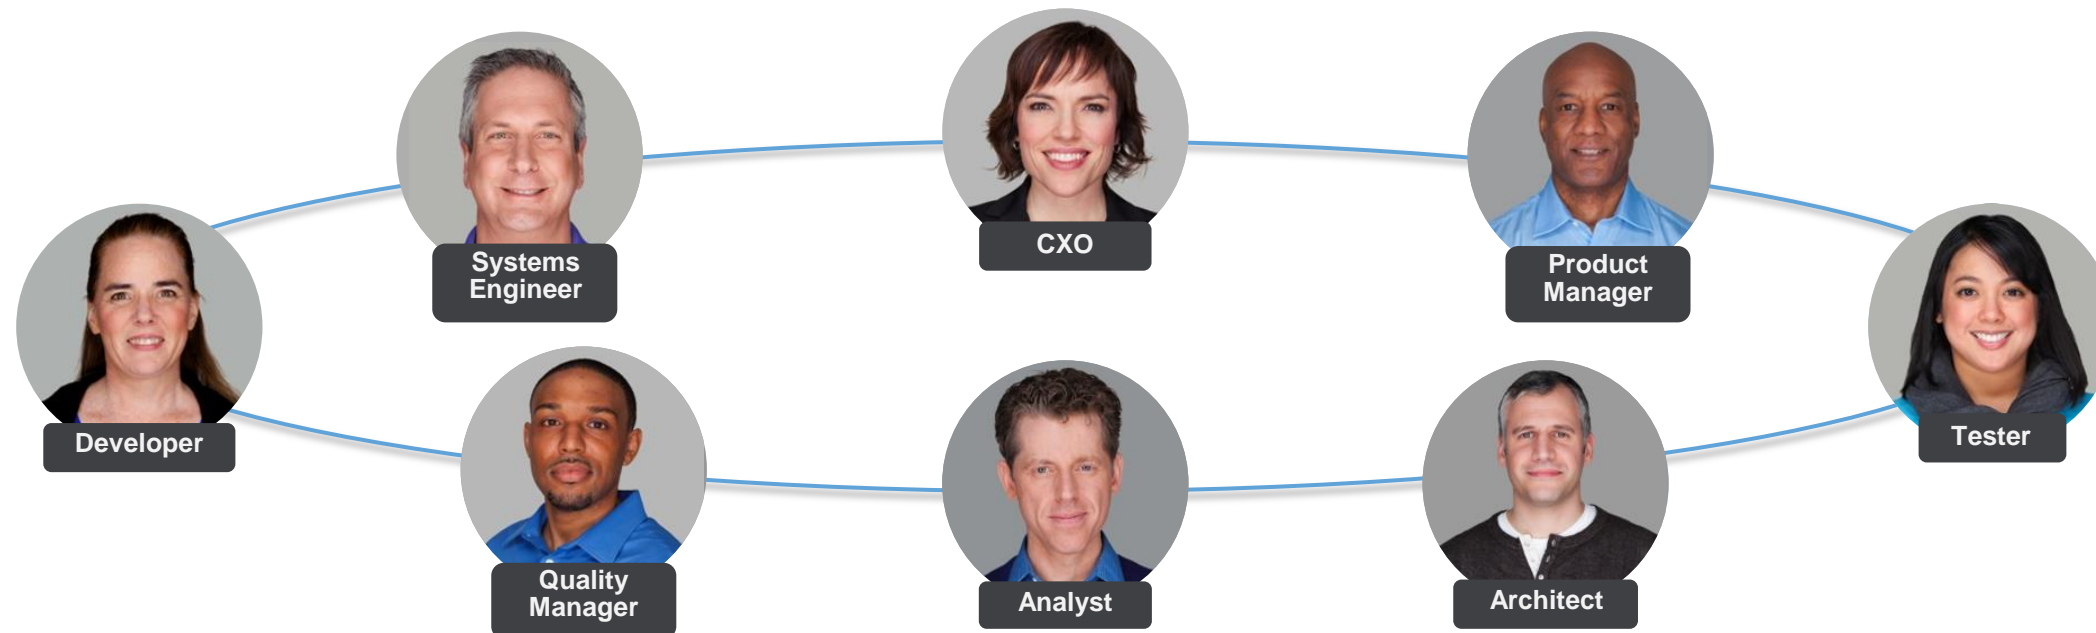 CXO
Systems
Engineer
Product
Manager
Developer
Tester
Quality
Manager
Analyst
Architect